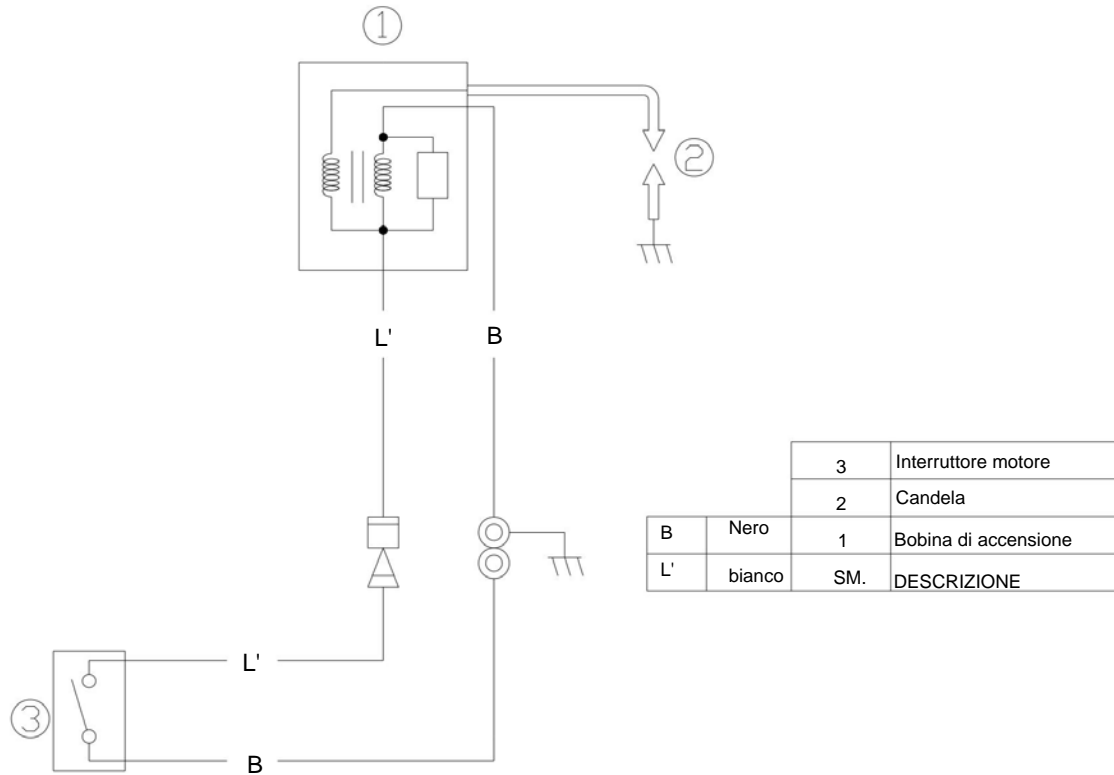 1
2
L'
B
3 Interruttore motore
2 Candela
B Nero 1 Bobina di accensione
L' bianco SM. DESCRIZIONE
L'
3
B